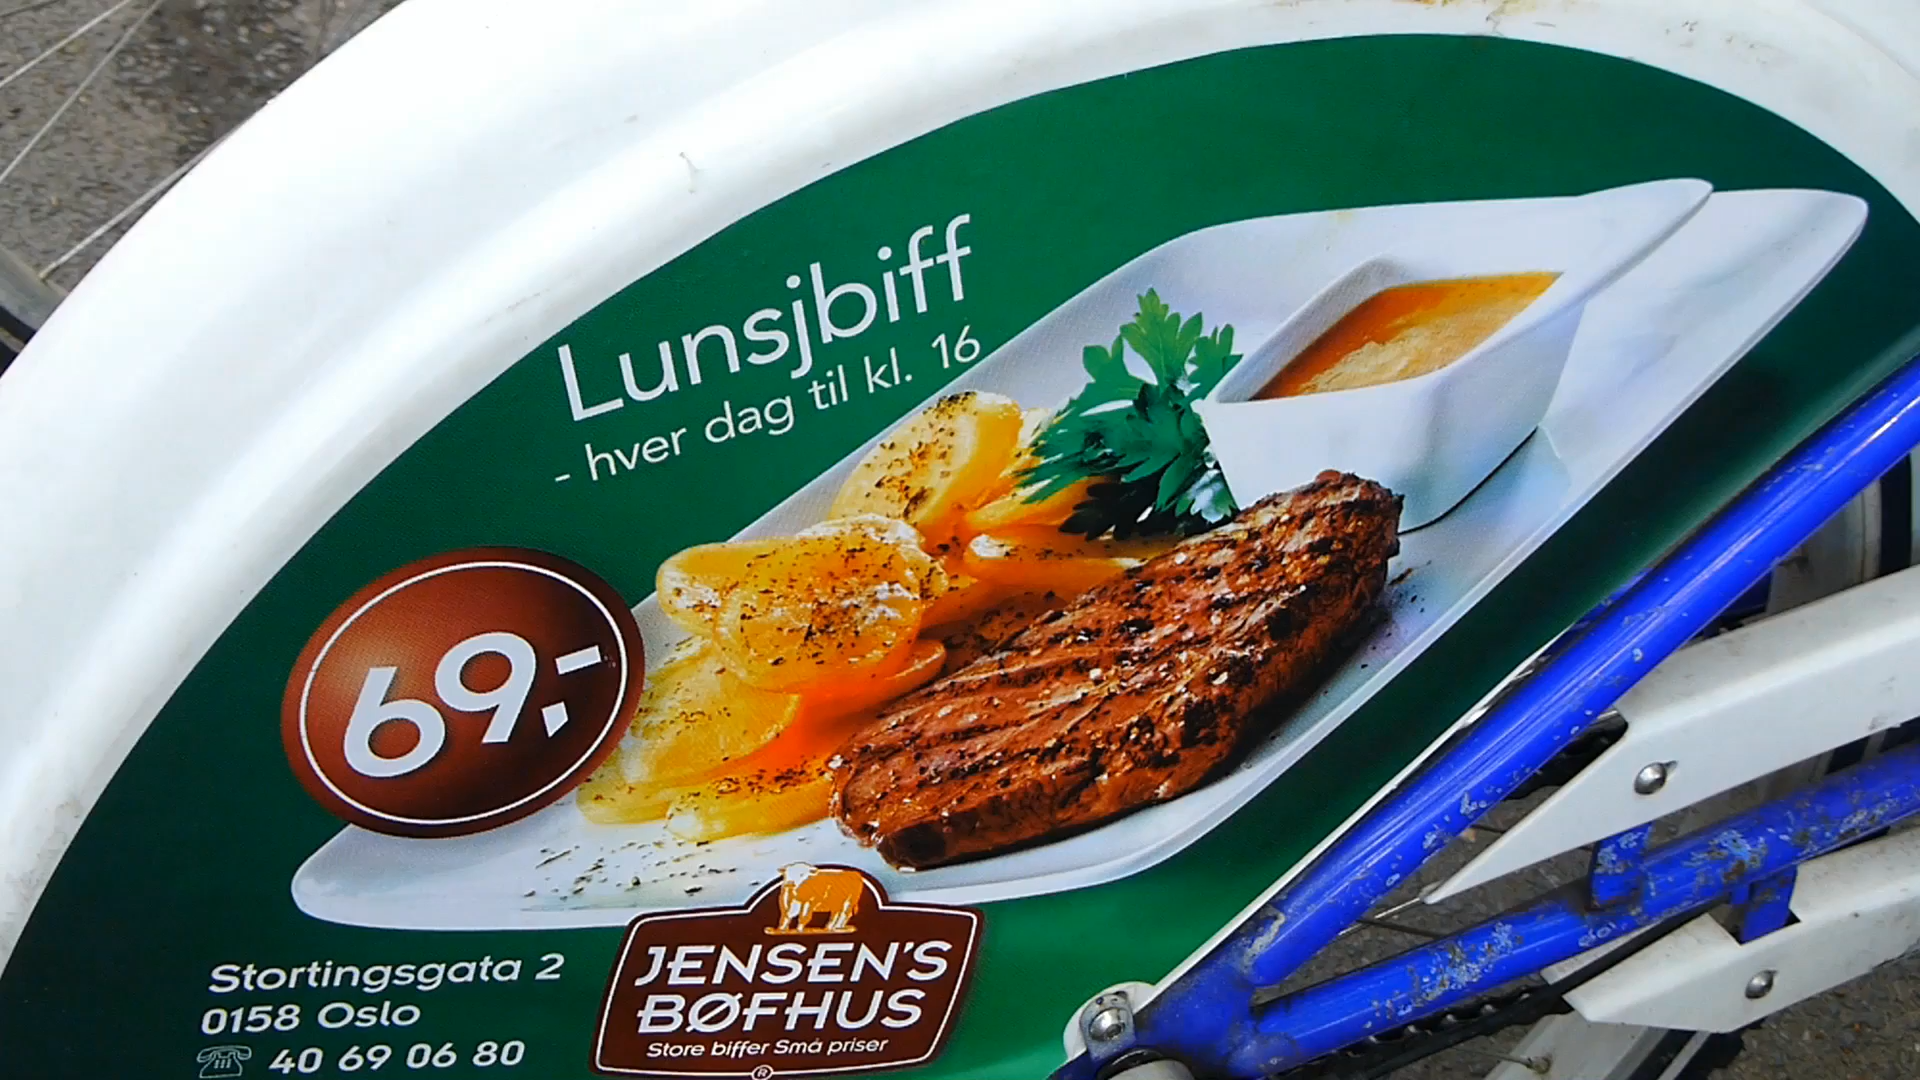 Lunsjbiff
- hver dag til kl. 16
69,-
Stortingsgata 2
0158 Oslo
☏ 40 69 06 80
JENSEN'S
BØFHUS
Store biffer Små priser
®